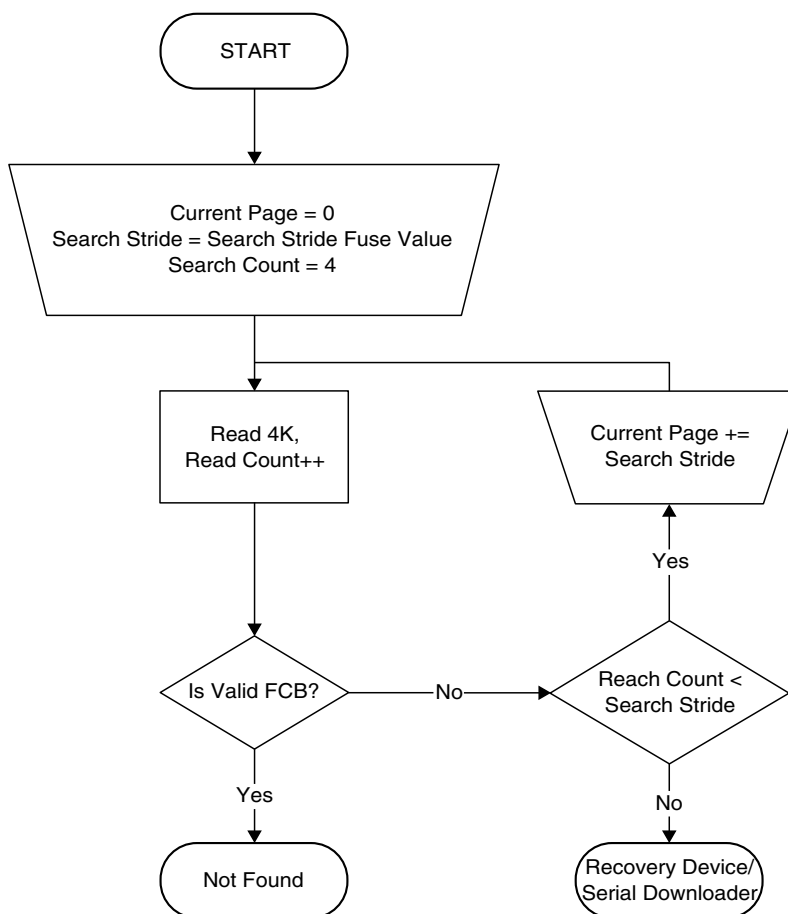 START
Current Page = 0
Search Stride = Search Stride Fuse Value
Search Count = 4
Read 4K,
Read Count++
Current Page +=
Search Stride
Yes
Is Valid FCB?
No
Reach Count <
Search Stride
Yes
No
Not Found
Recovery Device/
Serial Downloader